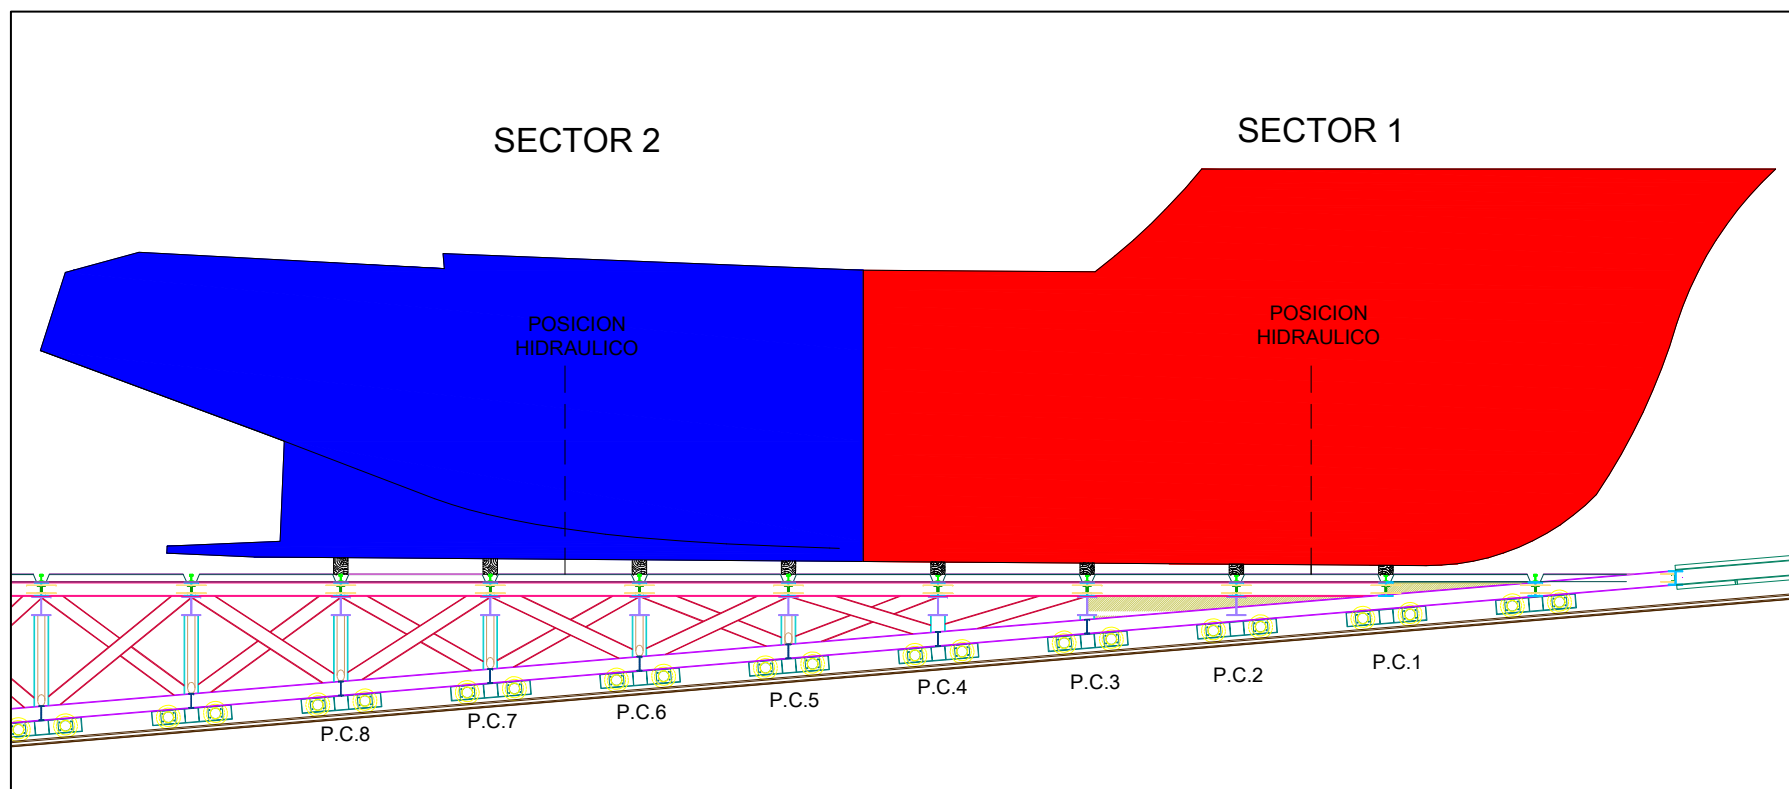 SECTOR 2
SECTOR 1
POSICION
HIDRAULICO
POSICION
HIDRAULICO
P.C.8
P.C.7
P.C.6
P.C.5
P.C.4
P.C.3
P.C.2
P.C.1